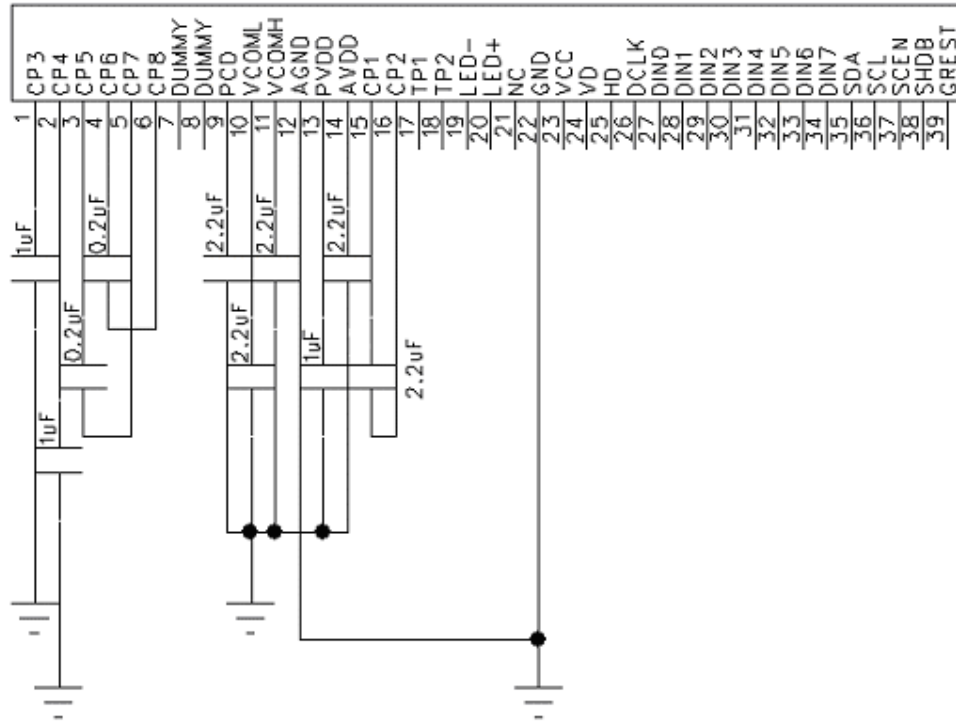 CP3
CP4
CP5
CP6
CP7
CP8
DUMMY
DUMMY
PCD
VCOML
VCOMH
AGND
PVDD
AVDD
CP1
CP2
TP1
TP2
LED-
LED+
NC
GND
VCC
VD
HD
DCLK
DIN0
DIN1
DIN2
DIN3
DIN4
DIN5
DIN6
DIN7
SDA
SCL
SCEN
SHDB
GREST
1
2
3
4
5
6
7
8
9
10
11
12
13
14
15
16
17
18
19
20
21
22
23
24
25
26
27
28
29
30
31
32
33
34
35
36
37
38
39
1uF
0.2uF
2.2uF
2.2uF
2.2uF
0.2uF
2.2uF
1uF
2.2uF
1uF